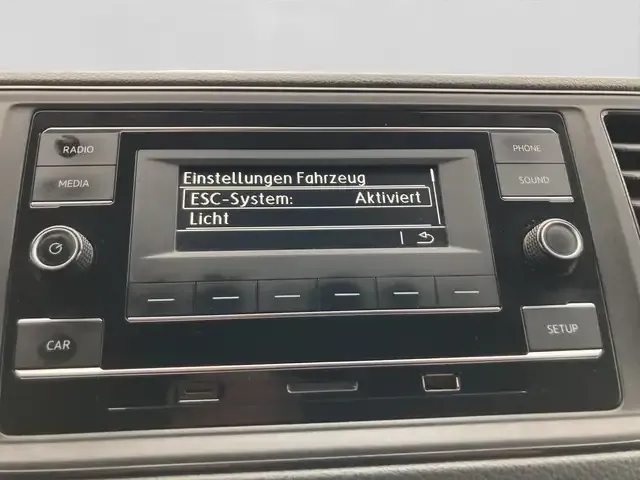 RADIO
PHONE
MEDIA
SOUND
Einstellungen Fahrzeug
ESC-System: Aktiviert
Licht
CAR
SETUP